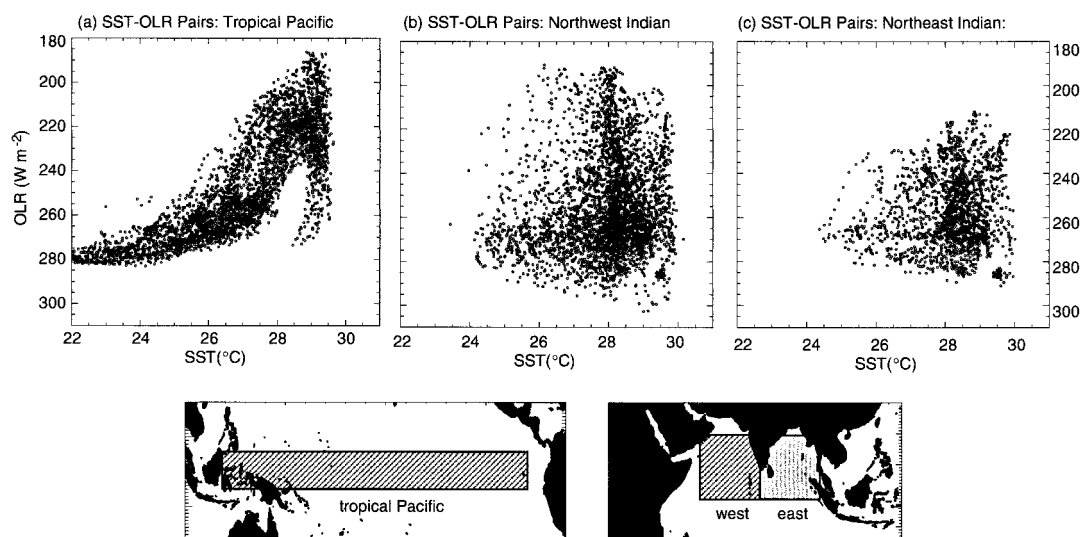 (a) SST-OLR Pairs: Tropical Pacific
(b) SST-OLR Pairs: Northwest Indian
(c) SST-OLR Pairs: Northeast Indian:
180
200
220
240
260
280
300
OLR (W m⁻²)
22 24 26 28 30
SST(°C)
22 24 26 28 30
SST(°C)
22 24 26 28 30
SST(°C)
180
200
220
240
260
280
300
tropical Pacific
west east